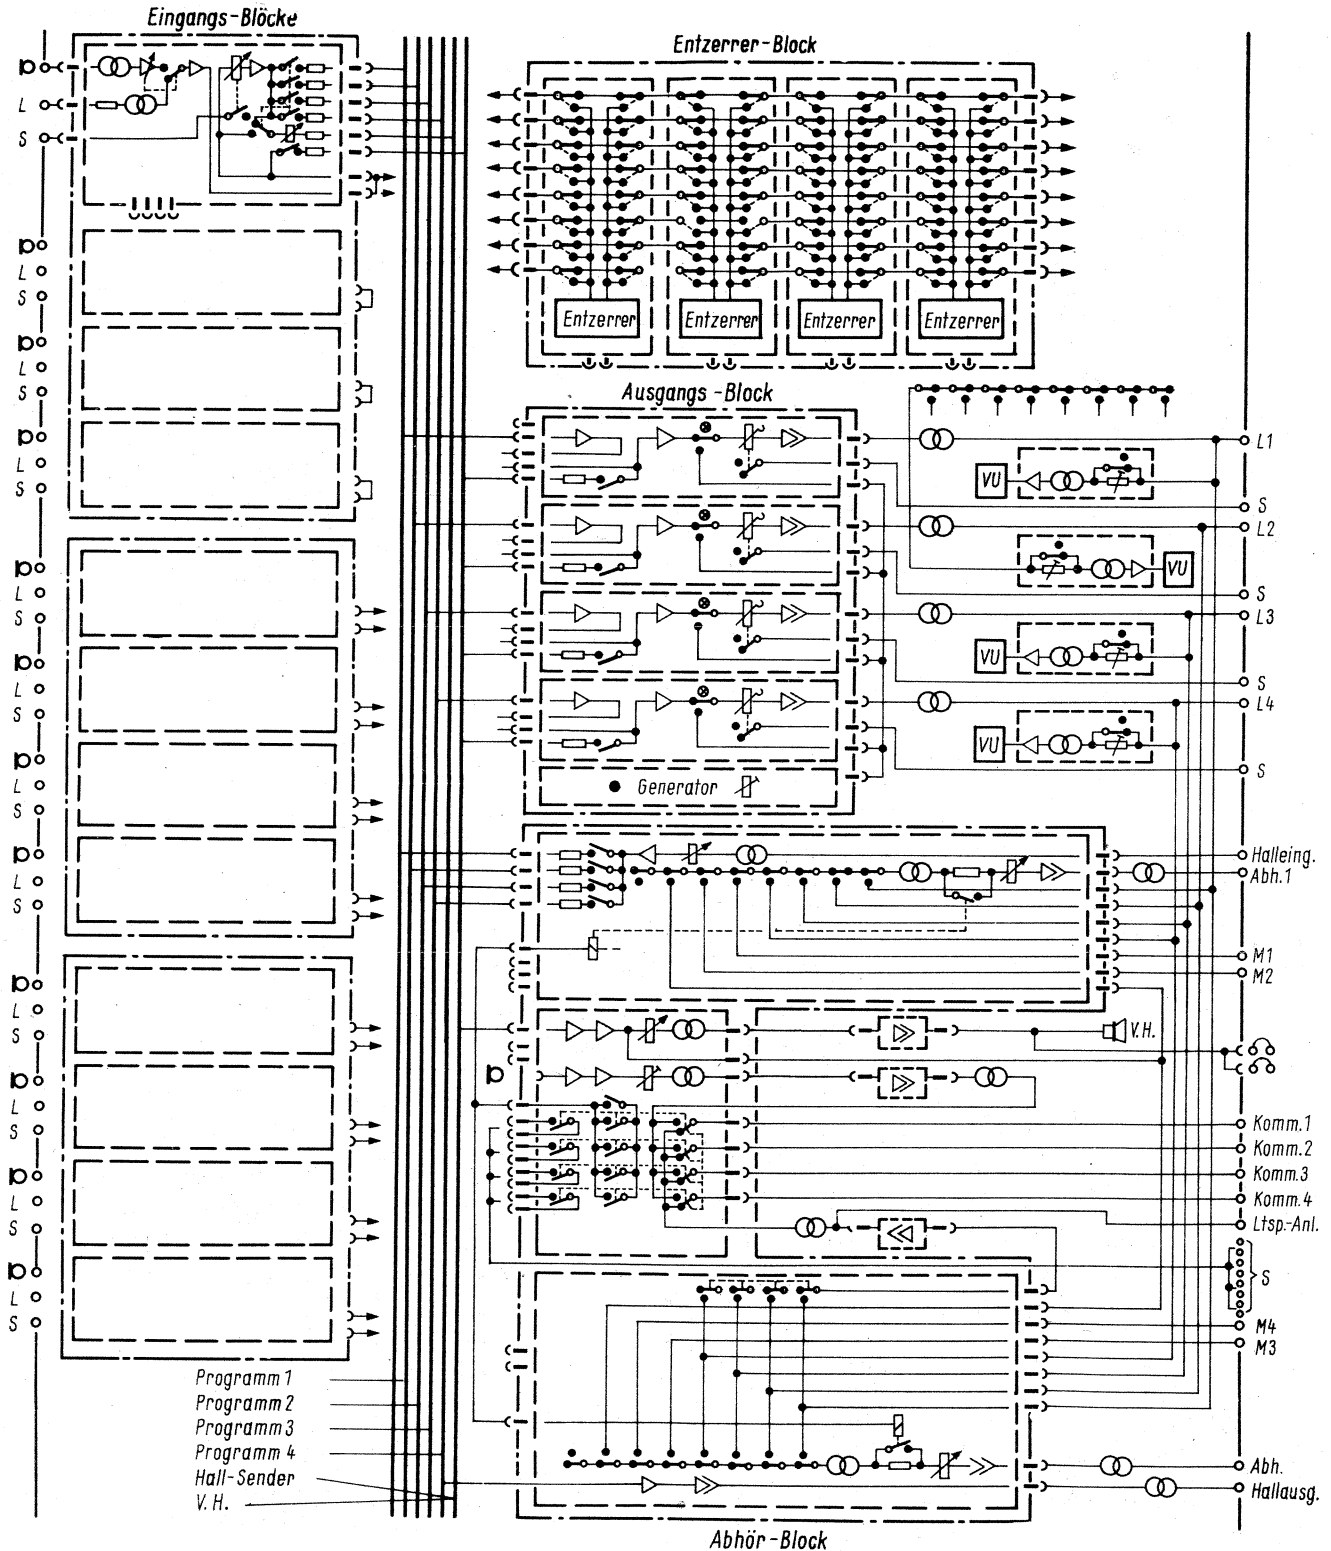 Eingangs-Blöcke
Entzerrer-Block
L
S
L
S
L
S
L
S
L
S
L
S
L
S
L
S
L
S
L
S
L
S
L
S
Entzerrer
Entzerrer
Entzerrer
Entzerrer
Ausgangs-Block
VU
VU
VU
VU
L1
S
L2
S
L3
S
L4
S
Generator
Halleing.
Abh.1
M1
M2
V.H.
Komm.1
Komm.2
Komm.3
Komm.4
Ltsp.-Anl.
S
M4
M3
Abh.
Hallausg.
Programm 1
Programm 2
Programm 3
Programm 4
Hall-Sender
V.H.
Abhör-Block